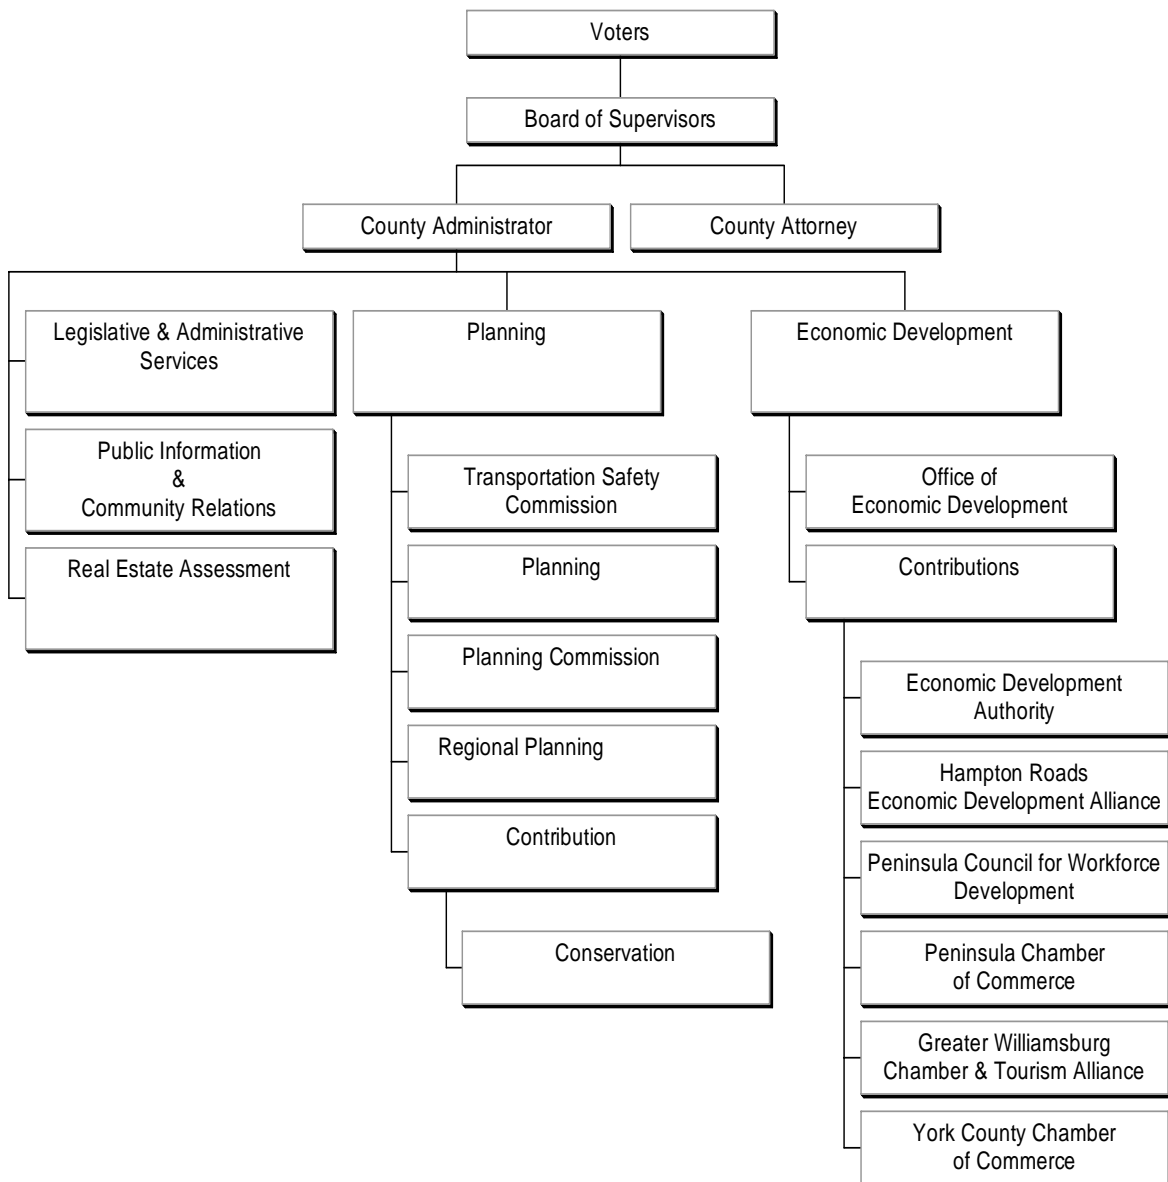 Voters
Board of Supervisors
County Administrator
County Attorney
Legislative & Administrative
Services
Public Information
&
Community Relations
Real Estate Assessment
Planning
Transportation Safety
Commission
Planning
Planning Commission
Regional Planning
Contribution
Conservation
Economic Development
Office of
Economic Development
Contributions
Economic Development
Authority
Hampton Roads
Economic Development Alliance
Peninsula Council for Workforce
Development
Peninsula Chamber
of Commerce
Greater Williamsburg
Chamber & Tourism Alliance
York County Chamber
of Commerce